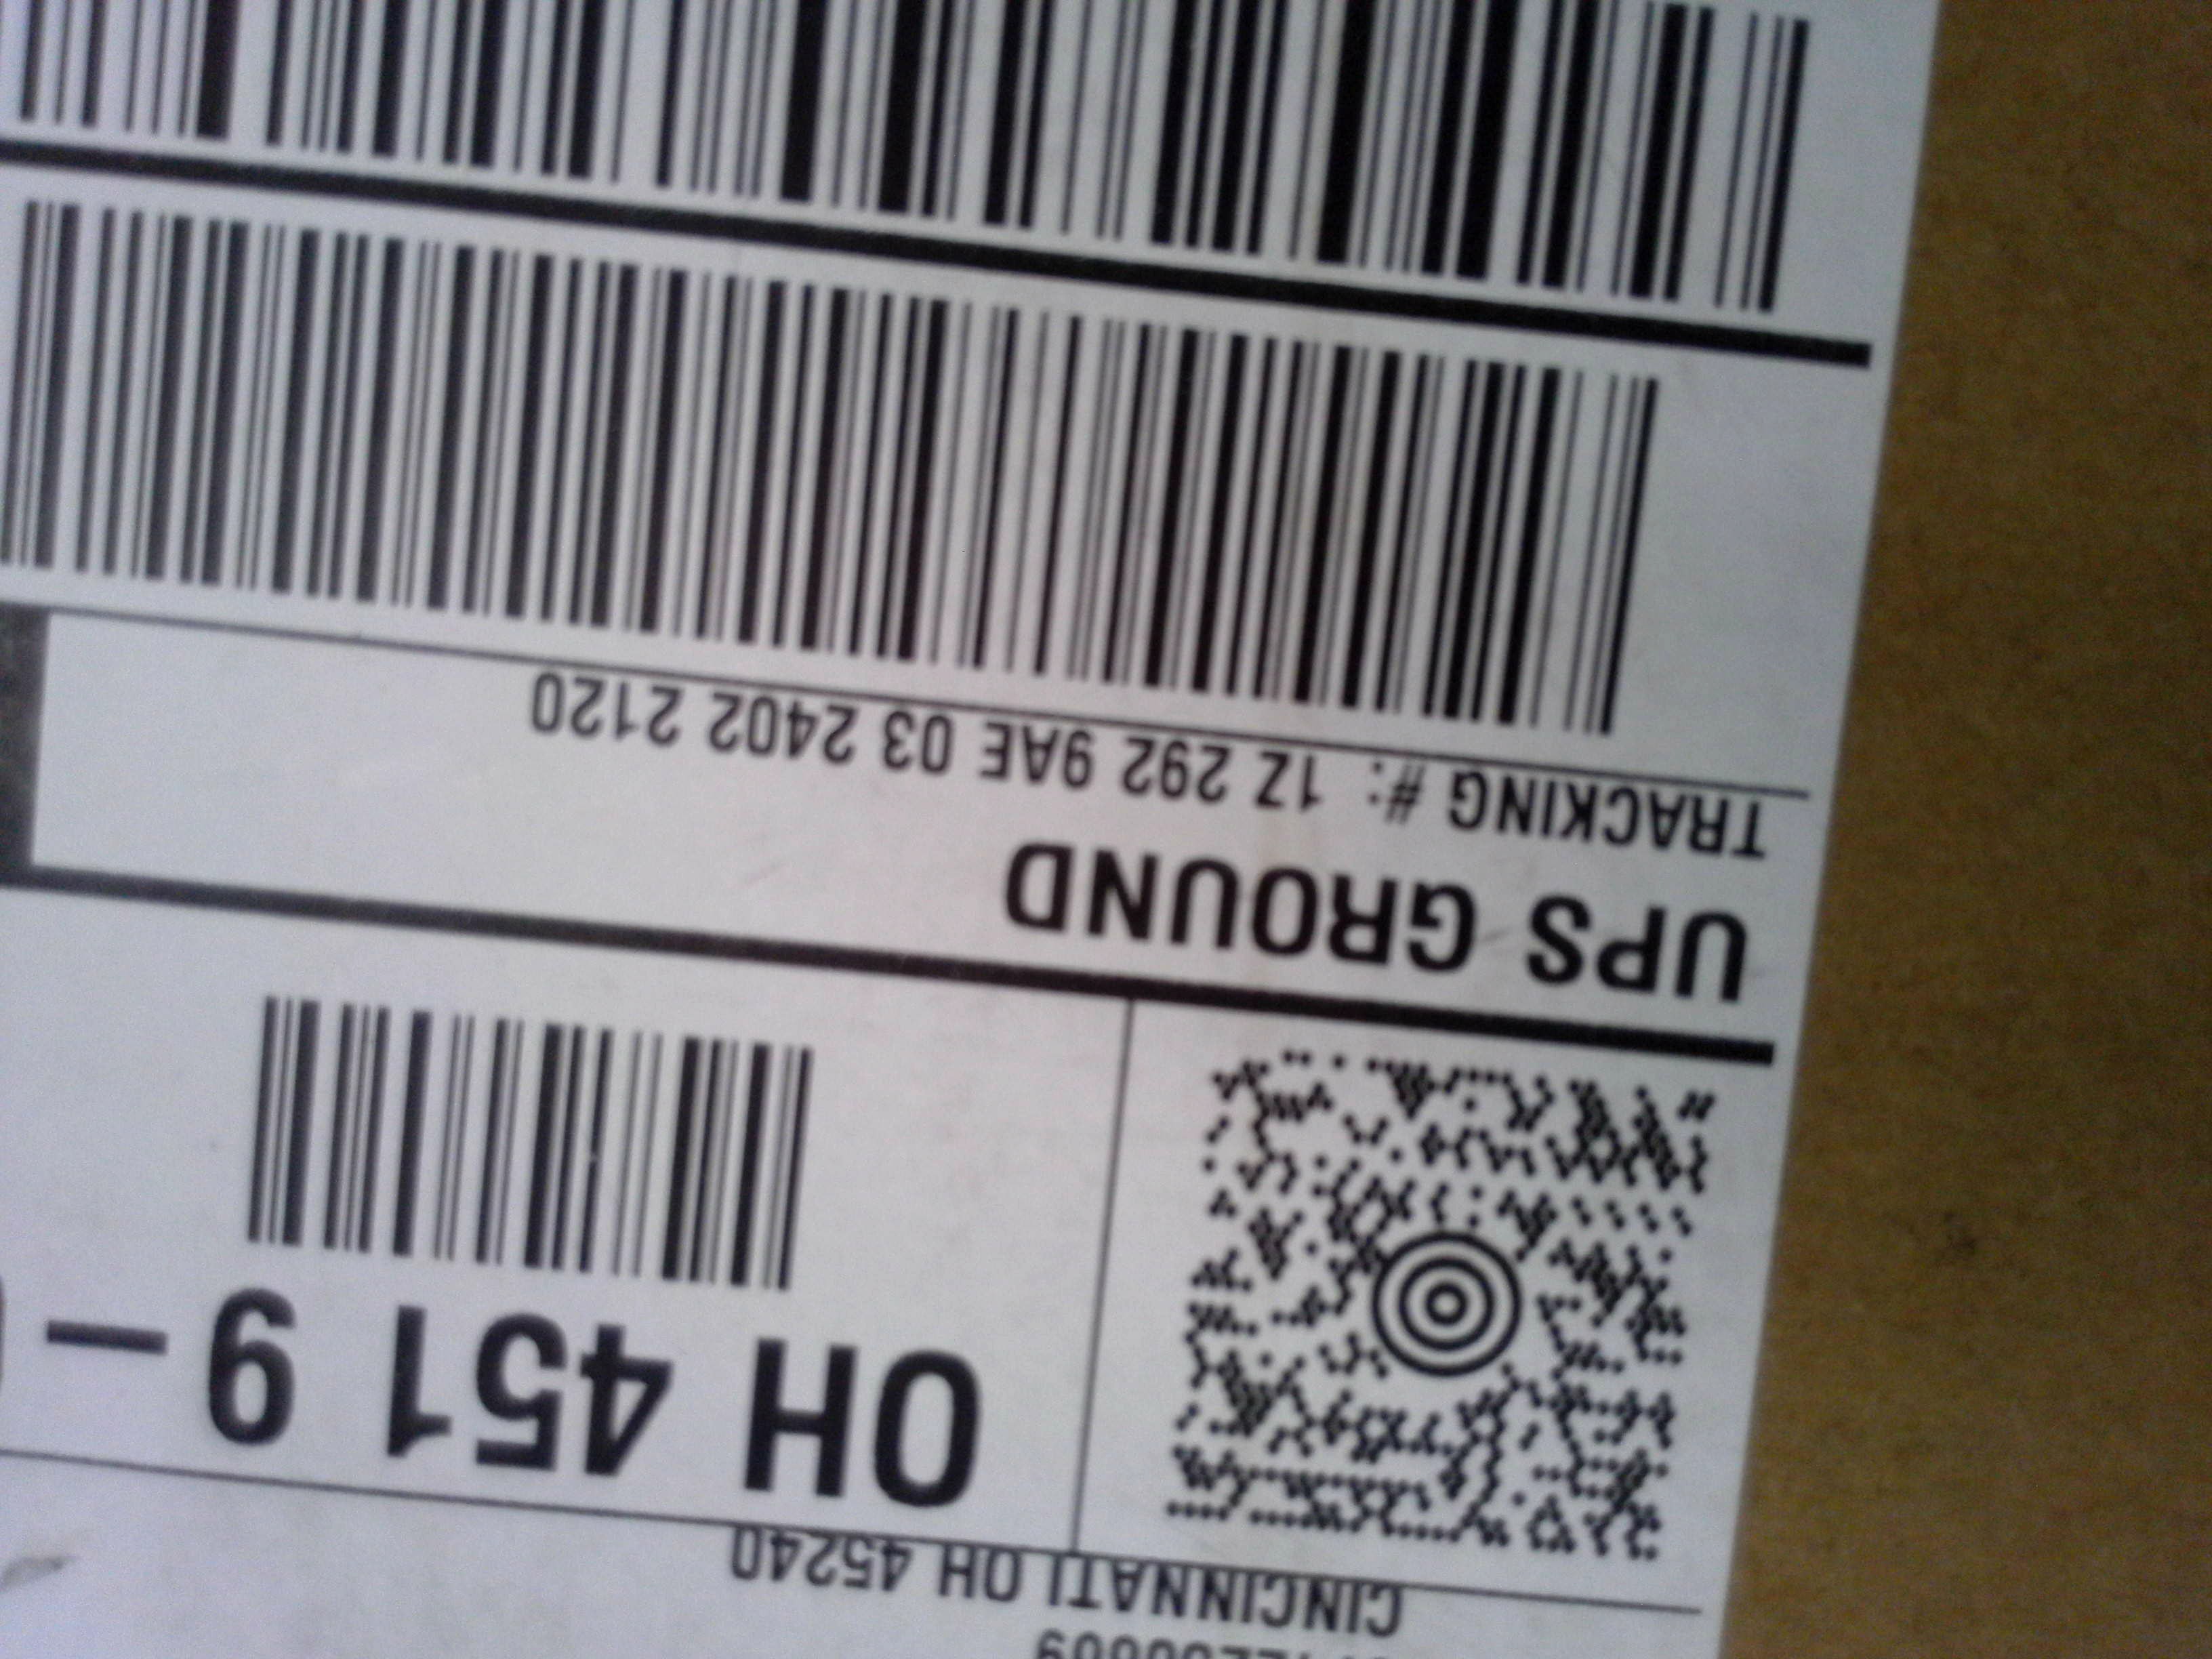 CINCINNATI OH 45240
OH 451 9 –
UPS GROUND
TRACKING #: 1Z 292 9AE 03 2402 2120